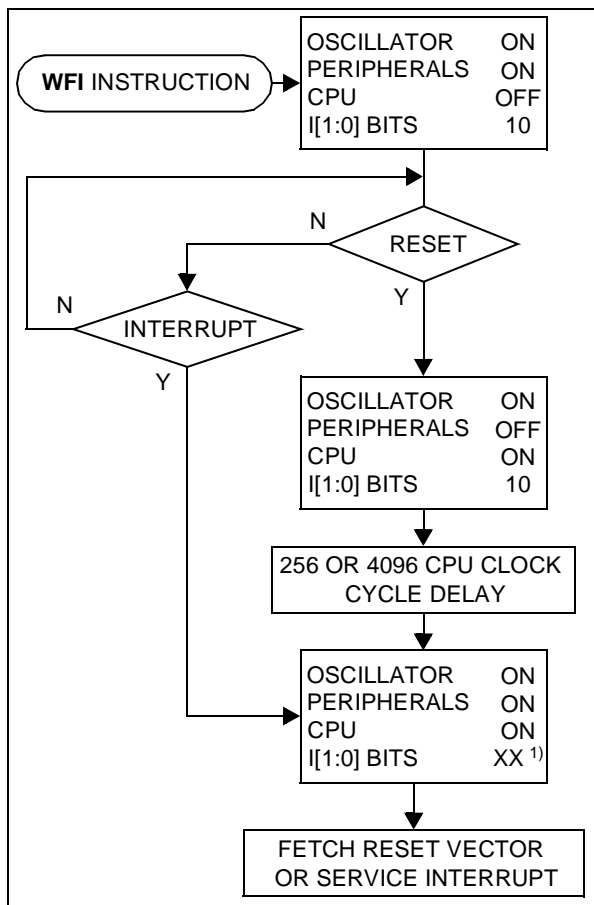 WFI INSTRUCTION
OSCILLATOR ON
PERIPHERALS ON
CPU OFF
I[1:0] BITS 10
RESET
N
Y
INTERRUPT
N
Y
OSCILLATOR ON
PERIPHERALS OFF
CPU ON
I[1:0] BITS 10
256 OR 4096 CPU CLOCK
CYCLE DELAY
OSCILLATOR ON
PERIPHERALS ON
CPU ON
I[1:0] BITS XX 1)
FETCH RESET VECTOR
OR SERVICE INTERRUPT